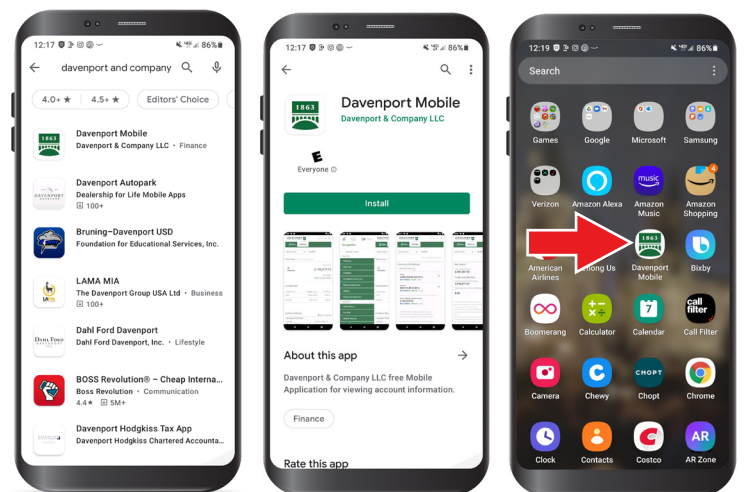 12:17
86%
davenport and company
4.0+ ★
4.5+ ★
Editors' Choice
1863
Davenport Mobile
Davenport & Company LLC • Finance
DAVENPORT
Davenport Autopark
Dealership for Life Mobile Apps
100+
Bruning–Davenport USD
Foundation for Educational Services, Inc.
LAMA
LAMA MIA
The Davenport Group USA Ltd • Business
100+
DAHL FORD
Dahl Ford Davenport
Dahl Ford Davenport, Inc. • Lifestyle
BOSS Revolution® – Cheap Interna...
Boss Revolution • Communication
4.4★ 5M+
Davenport Hodgkiss Tax App
Davenport Hodgkiss Chartered Accounta...
12:17
86%
1863
Davenport Mobile
Davenport & Company LLC
E
Everyone
Install
About this app
Davenport & Company LLC free Mobile
Application for viewing account information.
Finance
Rate this app
12:19
86%
Search
Games
Google
Microsoft
Samsung
music
4
Verizon
Amazon Alexa
Amazon
Music
Amazon
Shopping
1863
American
Airlines
Among Us
Davenport
Mobile
Bixby
7
call
filter
Boomerang
Calculator
Calendar
Call Filter
C
CHOPT
Camera
Chewy
Chopt
Chrome
AR
Clock
Contacts
Costco
AR Zone